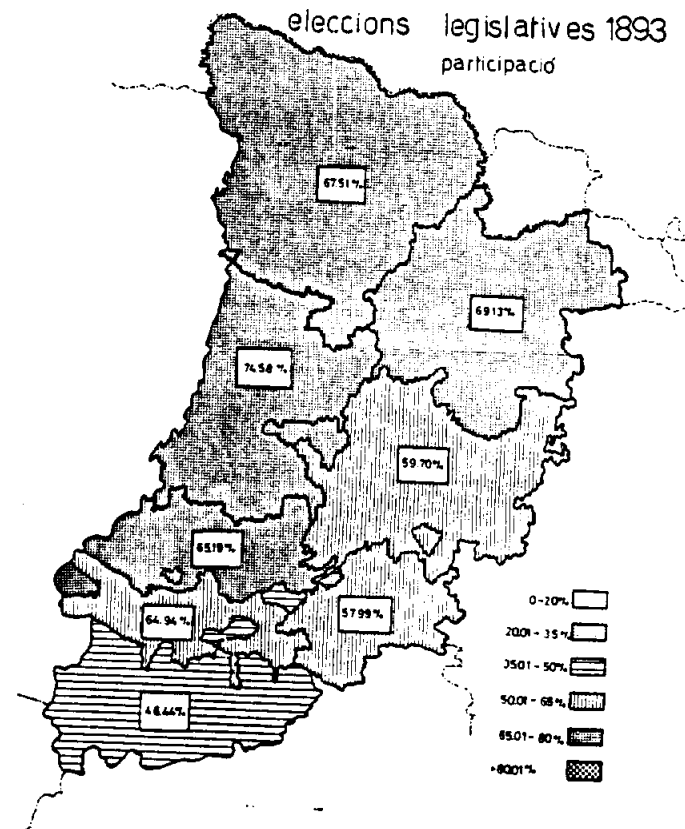 eleccions legislatives 1893
participació
67.51 %
69.13%
74.58 %
59.70%
65.19%
64.94%
57.99%
48.44%
0-20%
20.01 - 35%
35.01 - 50%
50.01 - 65%
65.01 - 80%
+80.01 %